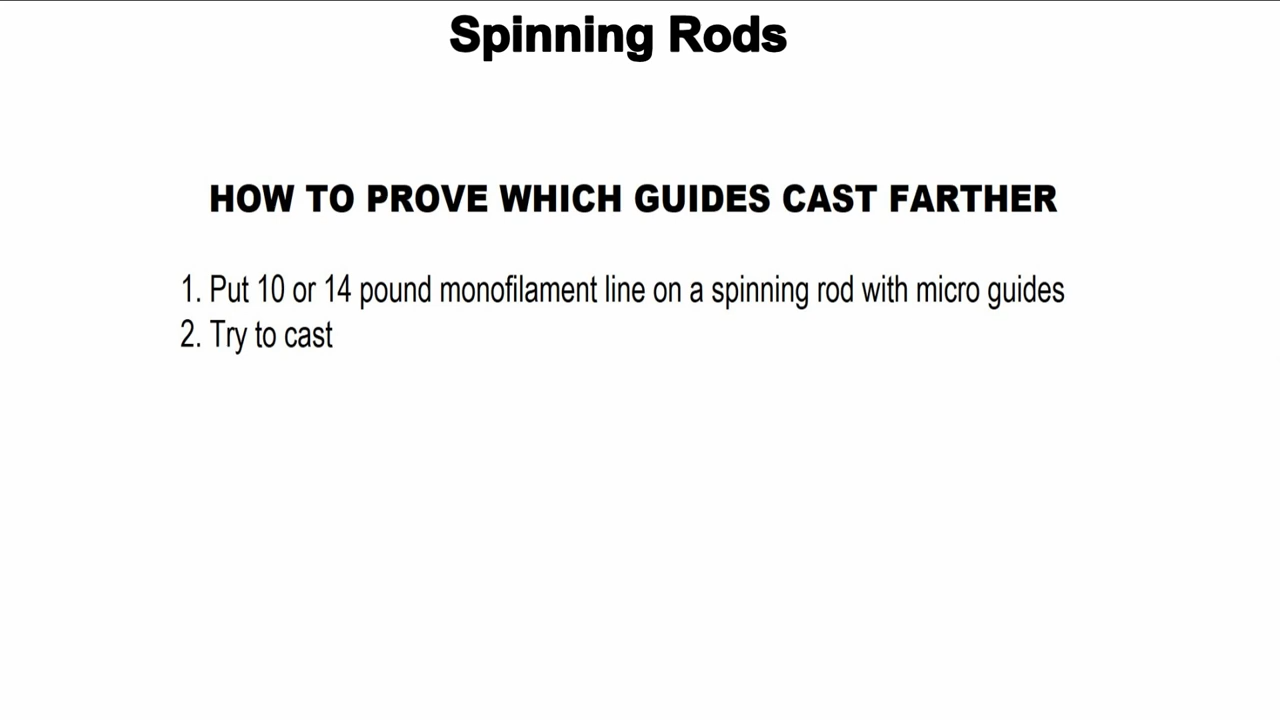 Spinning Rods
HOW TO PROVE WHICH GUIDES CAST FARTHER
1. Put 10 or 14 pound monofilament line on a spinning rod with micro guides
2. Try to cast